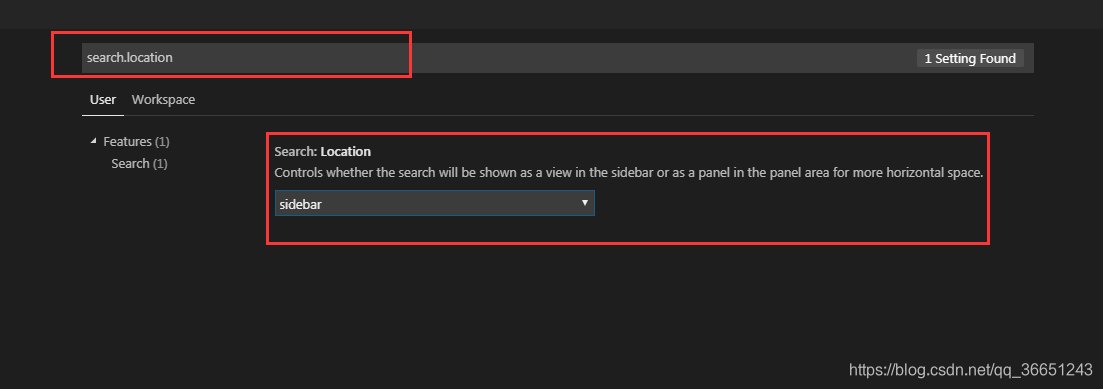 search.location
1 Setting Found
User Workspace
Features (1)
Search (1)
Search: Location
Controls whether the search will be shown as a view in the sidebar or as a panel in the panel area for more horizontal space.
sidebar
https://blog.csdn.net/qq_36651243